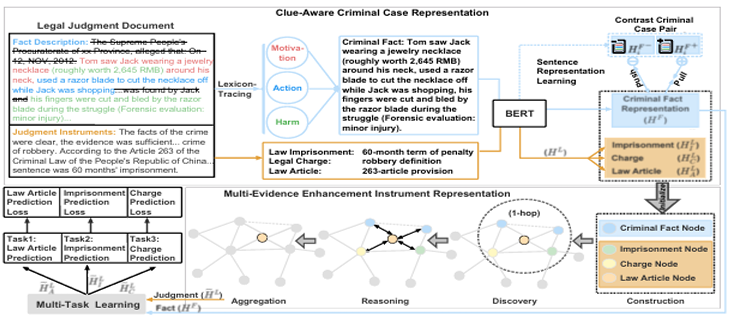 Clue-Aware Criminal Case Representation
Legal Judgment Document
Fact Description: The Supreme People's
Procuratorate of xx Province, alleged that: On
12, NOV, 2012. Tom saw Jack wearing a jewelry
necklace (roughly worth 2,645 RMB) around his
neck, used a razor blade to cut the necklace off
while Jack was shopping....was found by Jack
and his fingers were cut and bled by the razor
blade during the struggle (Forensic evaluation:
minor injury)...
Judgment Instruments: The facts of the crime
were clear, the evidence was sufficient... crime
of robbery. According to the Article 263 of the
Criminal Law of the People's Republic of China...
sentence was 60 months' imprisonment.
Lexicon-
Tracing
Motiva-
tion
Action
Harm
Criminal Fact: Tom saw Jack
wearing a jewelry necklace
(roughly worth 2,645 RMB)
around his neck, used a razor
blade to cut the necklace off
while Jack was shopping, his
fingers were cut and bled by
the razor blade during the
struggle (Forensic evaluation:
minor injury).
Law Imprisonment: 60-month term of penalty
Legal Charge: robbery definition
Law Article: 263-article provision
BERT
Sentence
Representation
Learning
Contrast Criminal
Case Pair
H^{F-}
H^{F+}
Push
Pull
Criminal Fact
Representation
(H^F)
(H^L)
Imprisonment (H_I^L)
Charge (H_C^L)
Law Article (H_A^L)
Initialize
Multi-Evidence Enhancement Instrument Representation
Law Article
Prediction
Loss
Imprisonment
Prediction
Loss
Charge
Prediction
Loss
Task1:
Law Article
Prediction
Task2:
Imprisonment
Prediction
Task3:
Charge
Prediction
H̃_A^L
H̃_I^L
H̃_C^L
Multi-Task Learning
Judgment (H̃^L)
Fact (H^F)
Aggregation
Reasoning
(1-hop)
Discovery
Criminal Fact Node
Imprisonment Node
Charge Node
Law Article Node
Construction